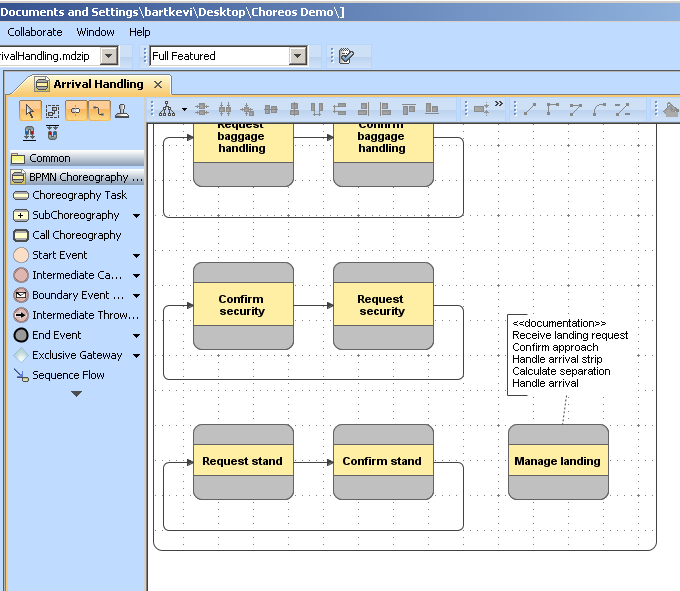 Documents and Settings\bartkevi\Desktop\Choreos Demo\]
Collaborate Window Help
rivalHandling.mdzip Full Featured
Arrival Handling
Common
BPMN Choreography ...
Choreography Task
SubChoreography
Call Choreography
Start Event
Intermediate Ca...
Boundary Event ...
Intermediate Throw...
End Event
Exclusive Gateway
Sequence Flow
Request
baggage
handling
Confirm
baggage
handling
Confirm
security
Request
security
<<documentation>>
Receive landing request
Confirm approach
Handle arrival strip
Calculate separation
Handle arrival
Request stand
Confirm stand
Manage landing